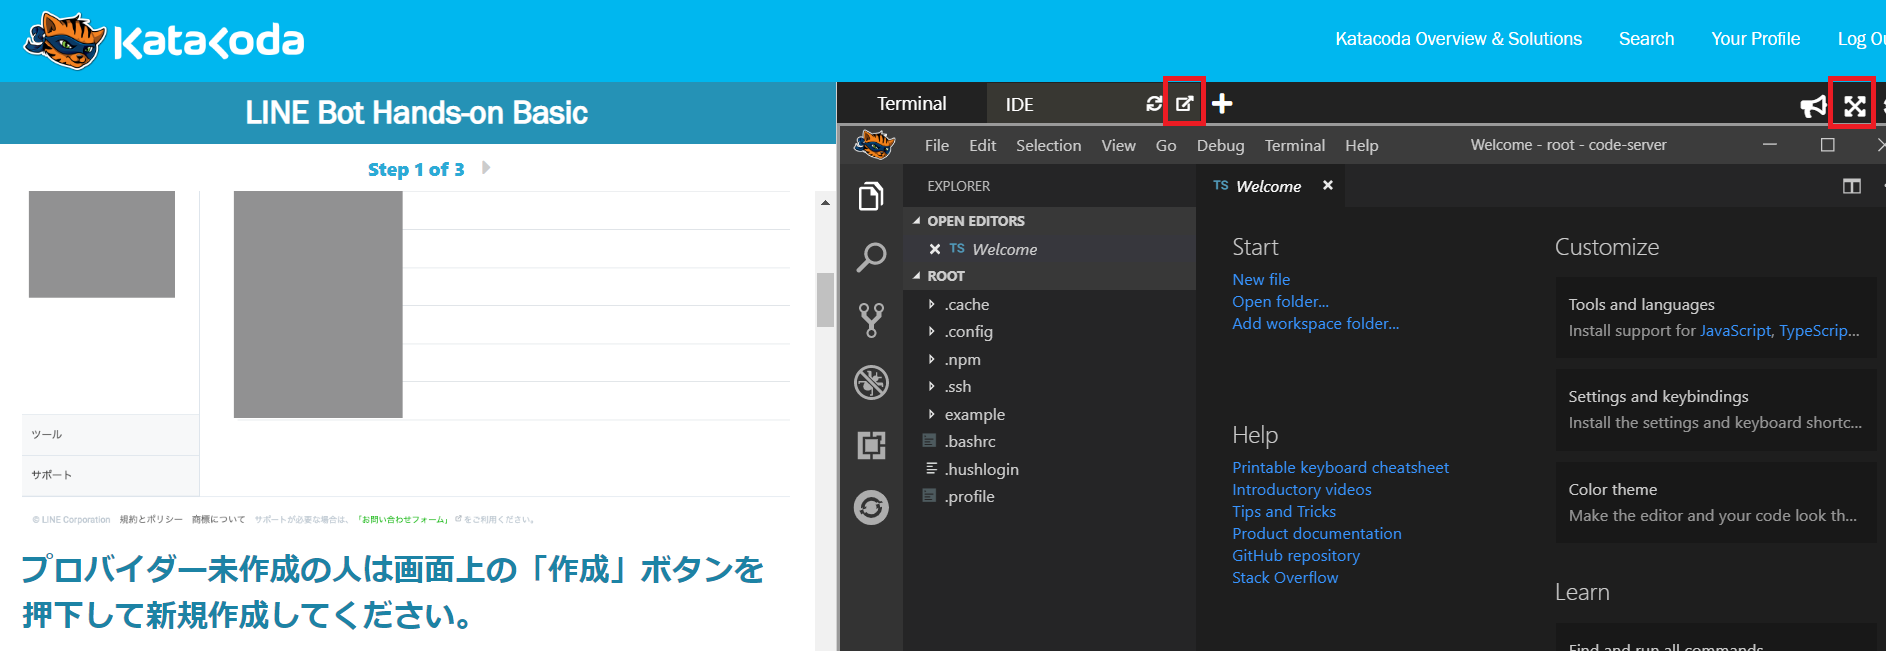 Katacoda
Katacoda Overview & Solutions
Search
Your Profile
Log Ou
LINE Bot Hands-on Basic
Step 1 of 3
ツール
サポート
© LINE Corporation 規約とポリシー 商標について サポートが必要な場合は、「お問い合わせフォーム」をご利用ください。
プロバイダー未作成の人は画面上の「作成」ボタンを
押下して新規作成してください。
Terminal
IDE
File Edit Selection View Go Debug Terminal Help
Welcome - root - code-server
EXPLORER
OPEN EDITORS
TS Welcome
ROOT
.cache
.config
.npm
.ssh
example
.bashrc
.hushlogin
.profile
TS Welcome
Start
New file
Open folder...
Add workspace folder...
Help
Printable keyboard cheatsheet
Introductory videos
Tips and Tricks
Product documentation
GitHub repository
Stack Overflow
Customize
Tools and languages
Install support for JavaScript, TypeScrip...
Settings and keybindings
Install the settings and keyboard shortc...
Color theme
Make the editor and your code look th...
Learn
Find and run all commands